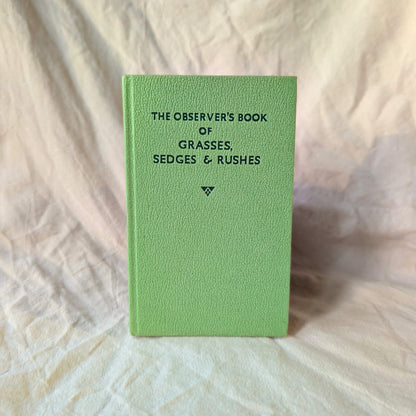 THE OBSERVER'S BOOK
OF
GRASSES,
SEDGES & RUSHES